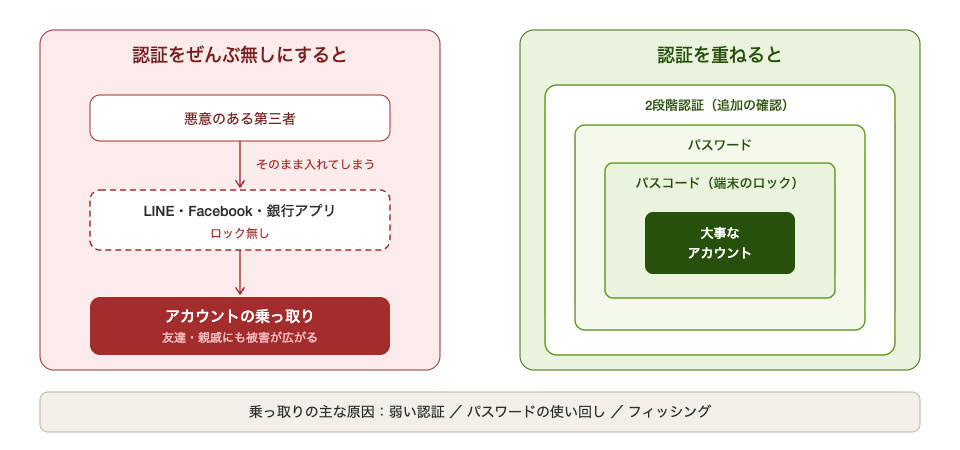 認証をぜんぶ無しにすると
悪意のある第三者
そのまま入れてしまう
LINE・Facebook・銀行アプリ
ロック無し
アカウントの乗っ取り
友達・親戚にも被害が広がる
認証を重ねると
2段階認証（追加の確認）
パスワード
パスコード（端末のロック）
大事な
アカウント
乗っ取りの主な原因：弱い認証 ／ パスワードの使い回し ／ フィッシング